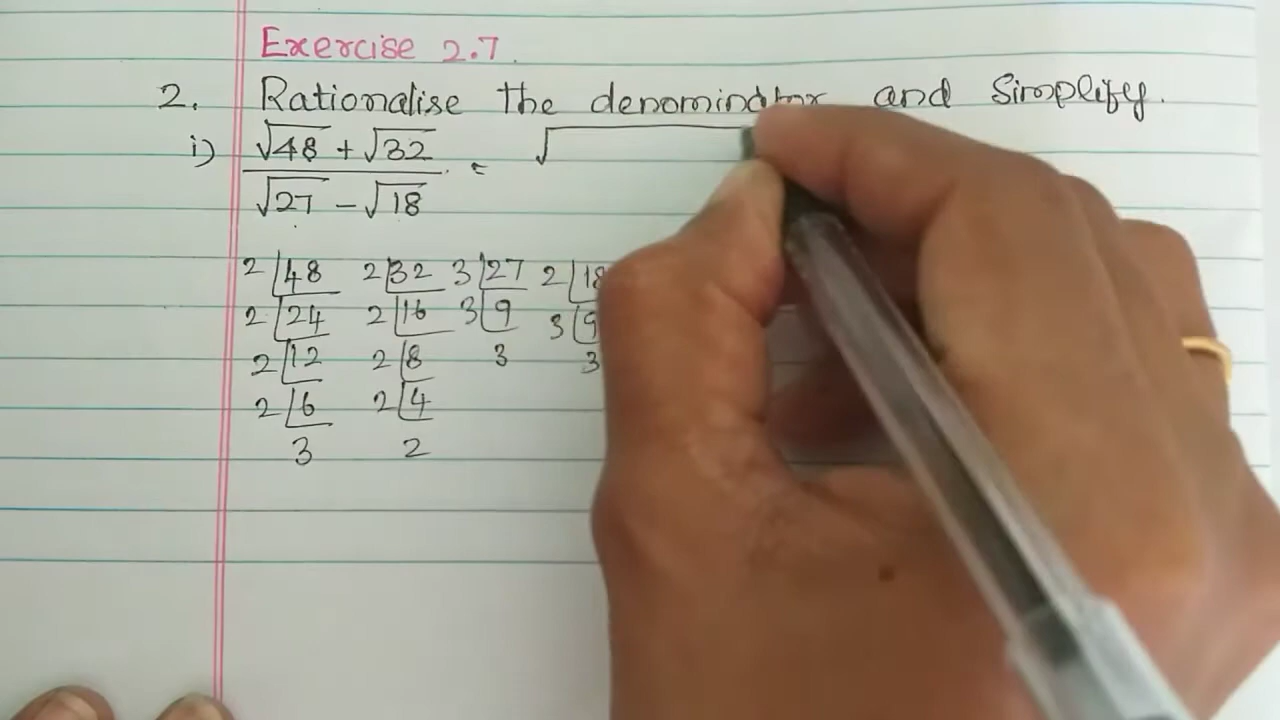 Exercise 2.7.
2. Rationalise the denominator and Simplify.
i) √48 + √32 =
√27 - √18
2 48 2 32 3 27 2 18
2 24 2 16 3 9 3 9
2 12 2 8 3 3
2 6 2 4
3 2